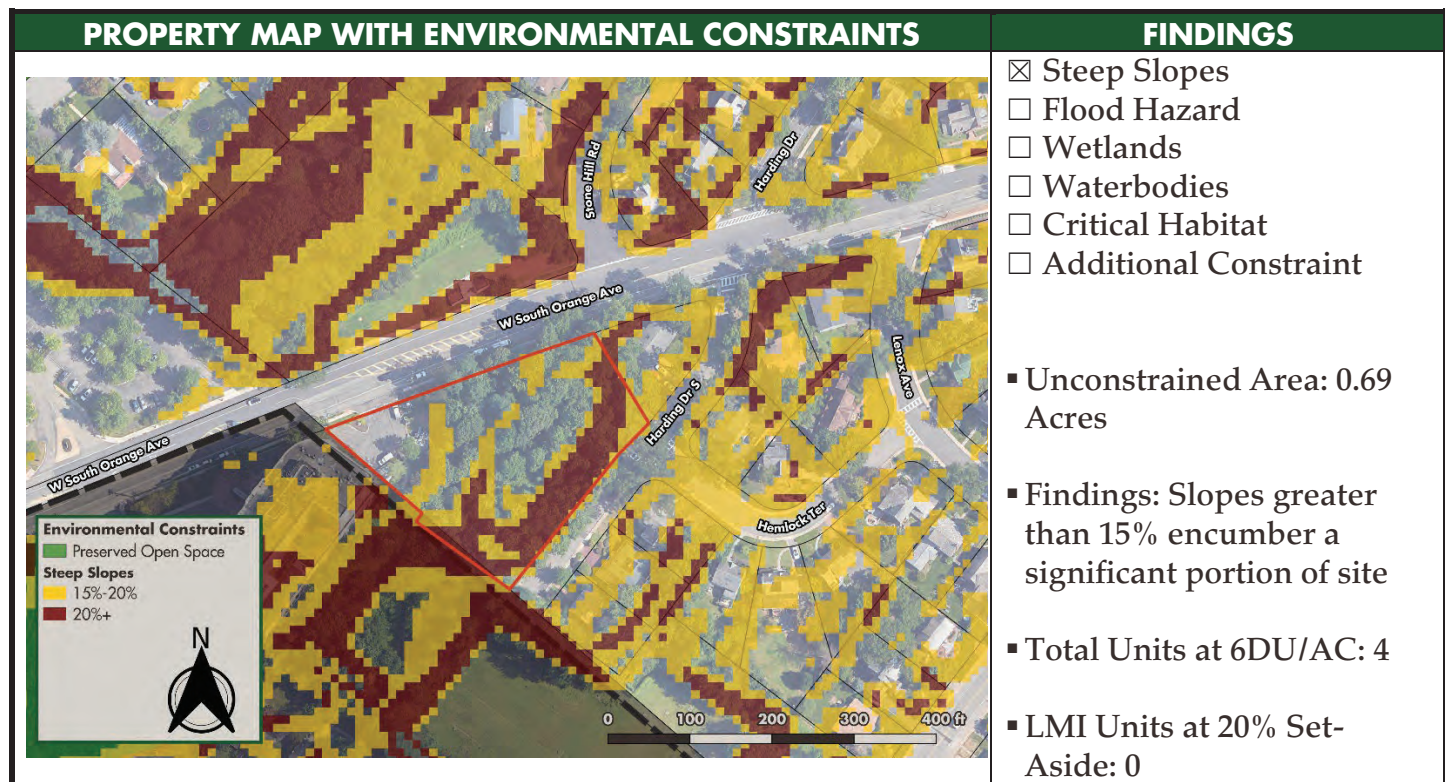 PROPERTY MAP WITH ENVIRONMENTAL CONSTRAINTS
FINDINGS
Stone Hill Rd
Harding Dr
W South Orange Ave
Lenox Ave
Harding Dr S
W South Orange Ave
Hemlock Ter
Environmental Constraints
Preserved Open Space
Steep Slopes
15%-20%
20%+
N
0 100 200 300 400 ft
☒ Steep Slopes
☐ Flood Hazard
☐ Wetlands
☐ Waterbodies
☐ Critical Habitat
☐ Additional Constraint
▪ Unconstrained Area: 0.69
Acres
▪ Findings: Slopes greater
than 15% encumber a
significant portion of site
▪ Total Units at 6DU/AC: 4
▪ LMI Units at 20% Set-
Aside: 0